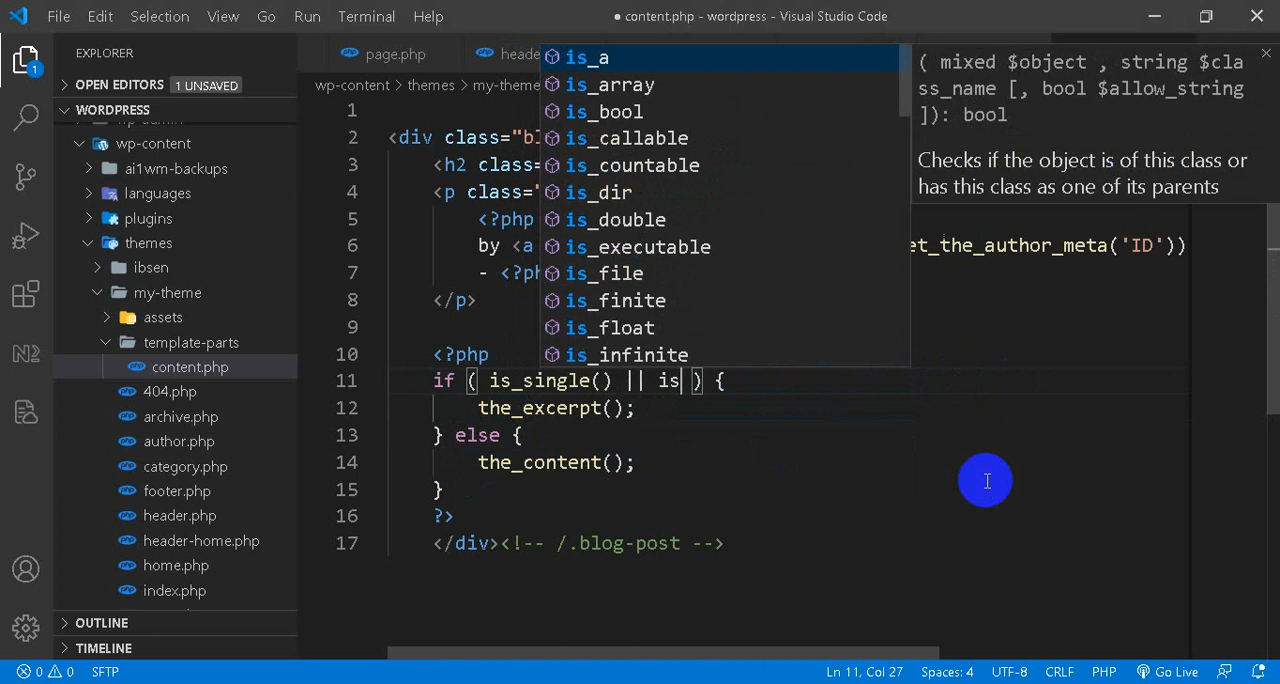 File Edit Selection View Go Run Terminal Help ● content.php - wordpress - Visual Studio Code
EXPLORER
OPEN EDITORS 1 UNSAVED
WORDPRESS
wp-content
ai1wm-backups
languages
plugins
themes
ibsen
my-theme
assets
template-parts
content.php
404.php
archive.php
author.php
category.php
footer.php
header.php
header-home.php
home.php
index.php
OUTLINE
TIMELINE
page.php
wp-content > themes >
1
2 <div class="
3 <h2 class=
4 <p class="
5 <?php
6 by <a et_the_author_meta('ID'))
7 - <?
8 </p>
9
10 <?php
11 if ( is_single() || is ) {
12 the_excerpt();
13 } else {
14 the_content();
15 }
16 ?>
17 </div><!-- /.blog-post -->
is_a
is_array
is_bool
is_callable
is_countable
is_dir
is_double
is_executable
is_file
is_finite
is_float
is_infinite
( mixed $object , string $cla
ss_name [, bool $allow_string
]): bool
Checks if the object is of this class or
has this class as one of its parents
0 0 SFTP Ln 11, Col 27 Spaces: 4 UTF-8 CRLF PHP Go Live